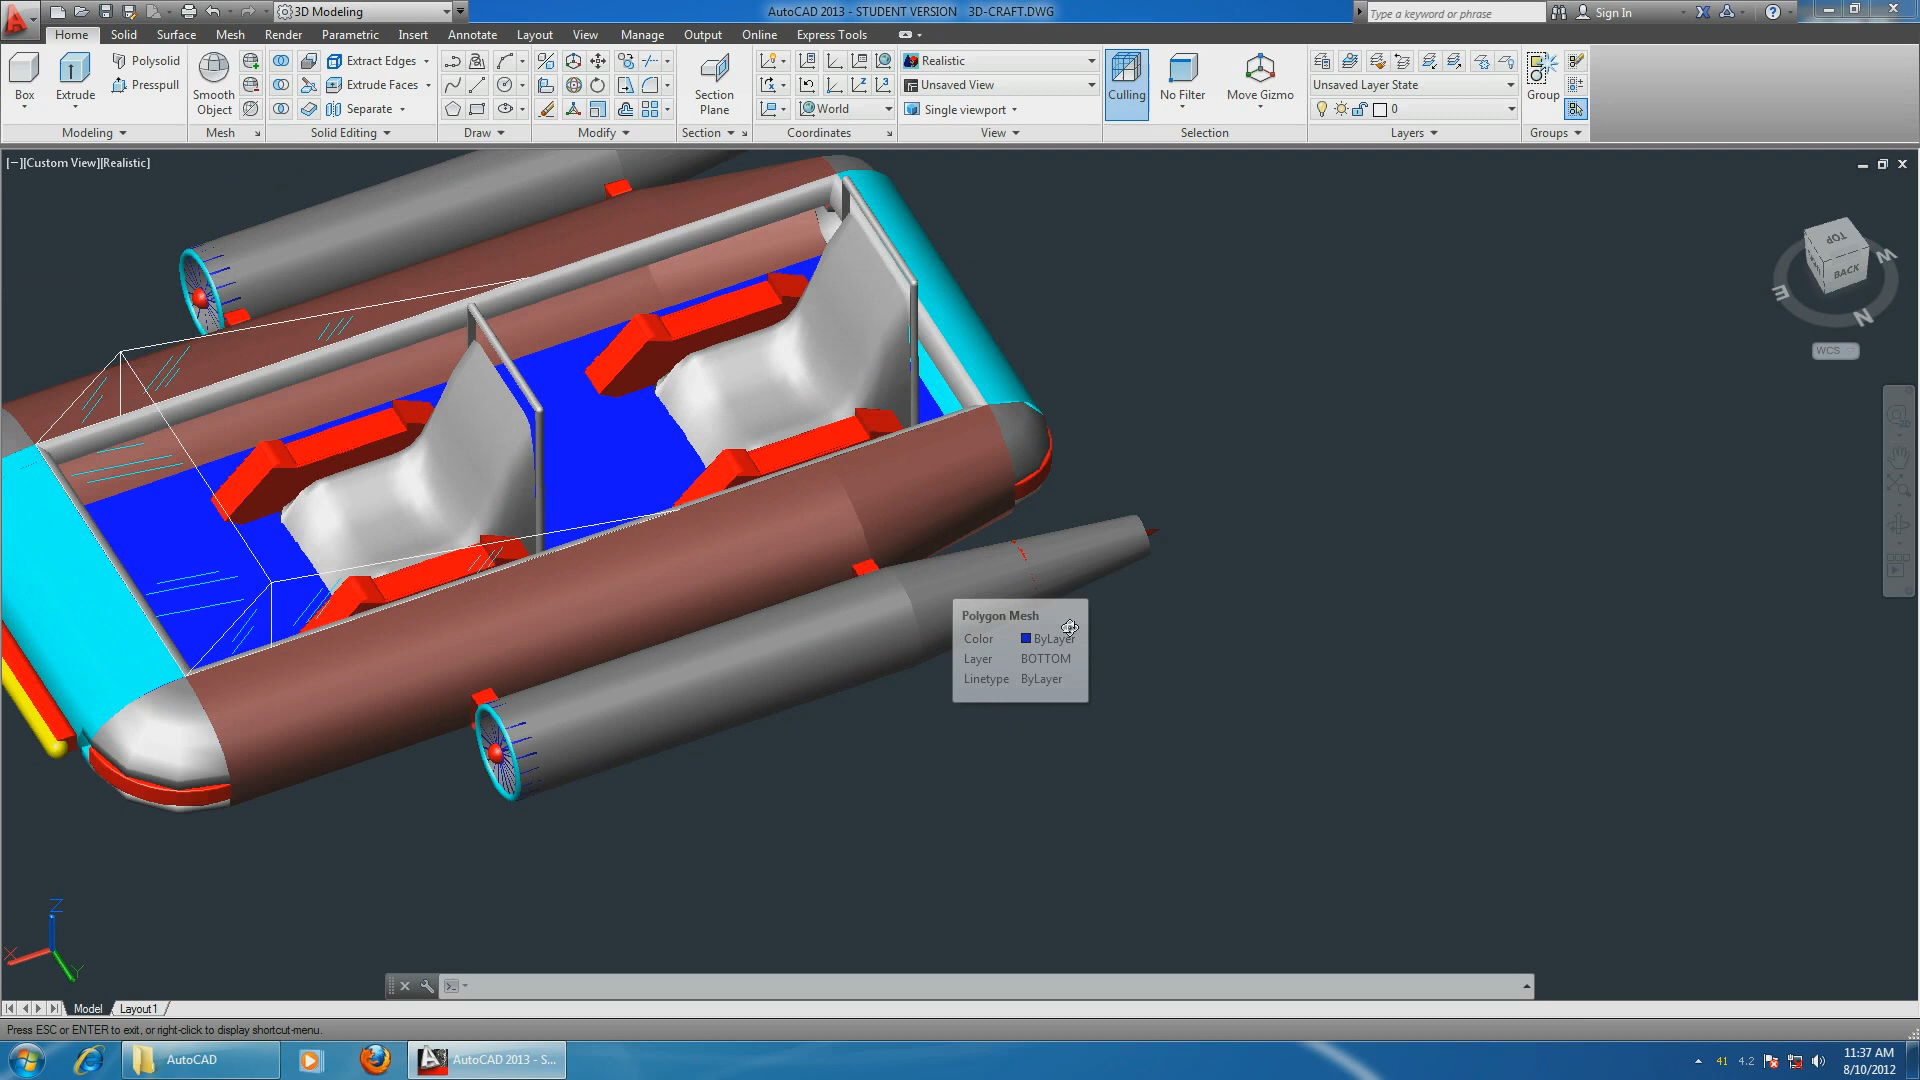 3D Modeling
AutoCAD 2013 - STUDENT VERSION 3D-CRAFT.DWG
Type a keyword or phrase
Sign In
Home Solid Surface Mesh Render Parametric Insert Annotate Layout View Manage Output Online Express Tools
Box
Extrude
Polysolid
Presspull
Modeling
Smooth
Object
Mesh
Extract Edges
Extrude Faces
Separate
Solid Editing
Draw
Modify
Section
Plane
Section
World
Coordinates
Realistic
Unsaved View
Single viewport
View
Culling
No Filter
Move Gizmo
Selection
Unsaved Layer State
0
Layers
Group
Groups
[−][Custom View][Realistic]
TOP
BACK
W
E
N
WCS
Polygon Mesh
Color ByLayer
Layer BOTTOM
Linetype ByLayer
Z
X
Y
Model Layout1
Press ESC or ENTER to exit, or right-click to display shortcut-menu.
AutoCAD
AutoCAD 2013 - S...
41 4.2
11:37 AM
8/10/2012